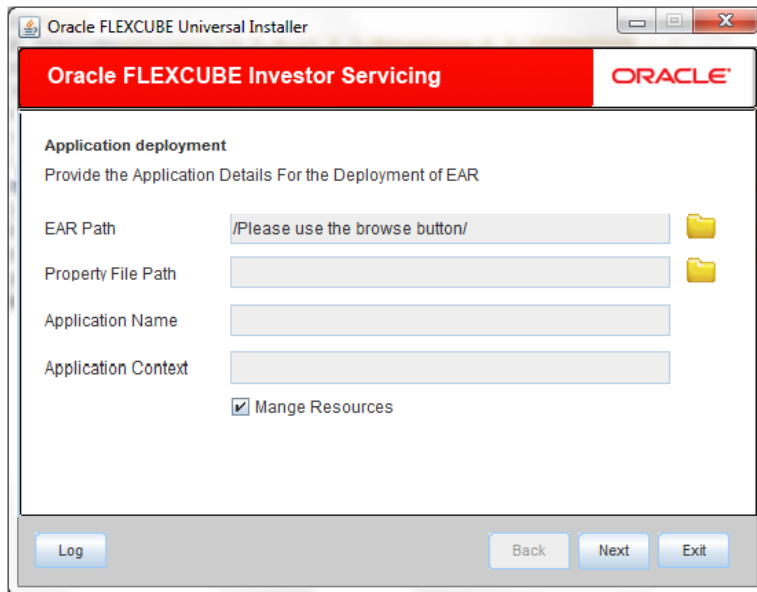 Oracle FLEXCUBE Universal Installer
Oracle FLEXCUBE Investor Servicing
ORACLE
Application deployment
Provide the Application Details For the Deployment of EAR
EAR Path /Please use the browse button/
Property File Path
Application Name
Application Context
Mange Resources
Log Back Next Exit